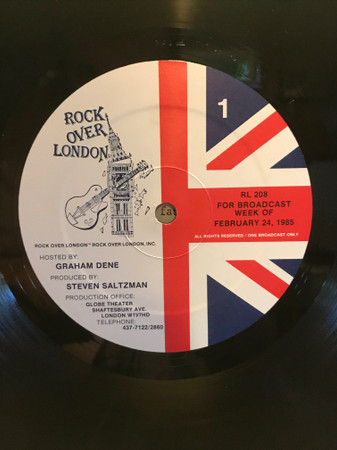 ROCK
OVER
LONDON
1
RL 208
FOR BROADCAST
WEEK OF
FEBRUARY 24, 1985
ALL RIGHTS RESERVED / ONE BROADCAST ONLY
ROCK OVER LONDON™ ROCK OVER LONDON, INC.
HOSTED BY:
GRAHAM DENE
PRODUCED BY:
STEVEN SALTZMAN
PRODUCTION OFFICE:
GLOBE THEATER
SHAFTESBURY AVE.
LONDON W1V7HD
TELEPHONE:
437-7122/2860